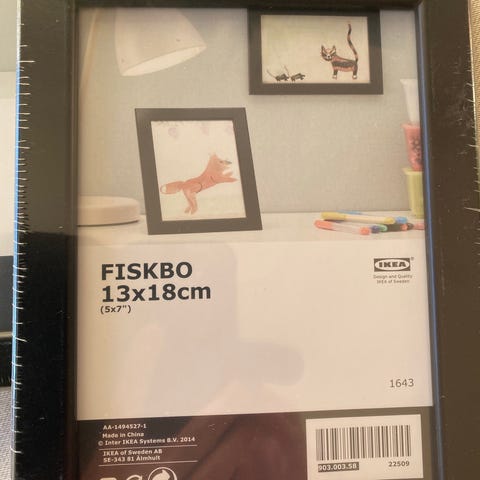 FISKBO
13x18cm
(5x7")
IKEA
Design and Quality
IKEA of Sweden
1643
AA-1494527-1
Made in China
© Inter IKEA Systems B.V. 2014
IKEA of Sweden AB
SE-343 81 Älmhult
903.003.58
22509